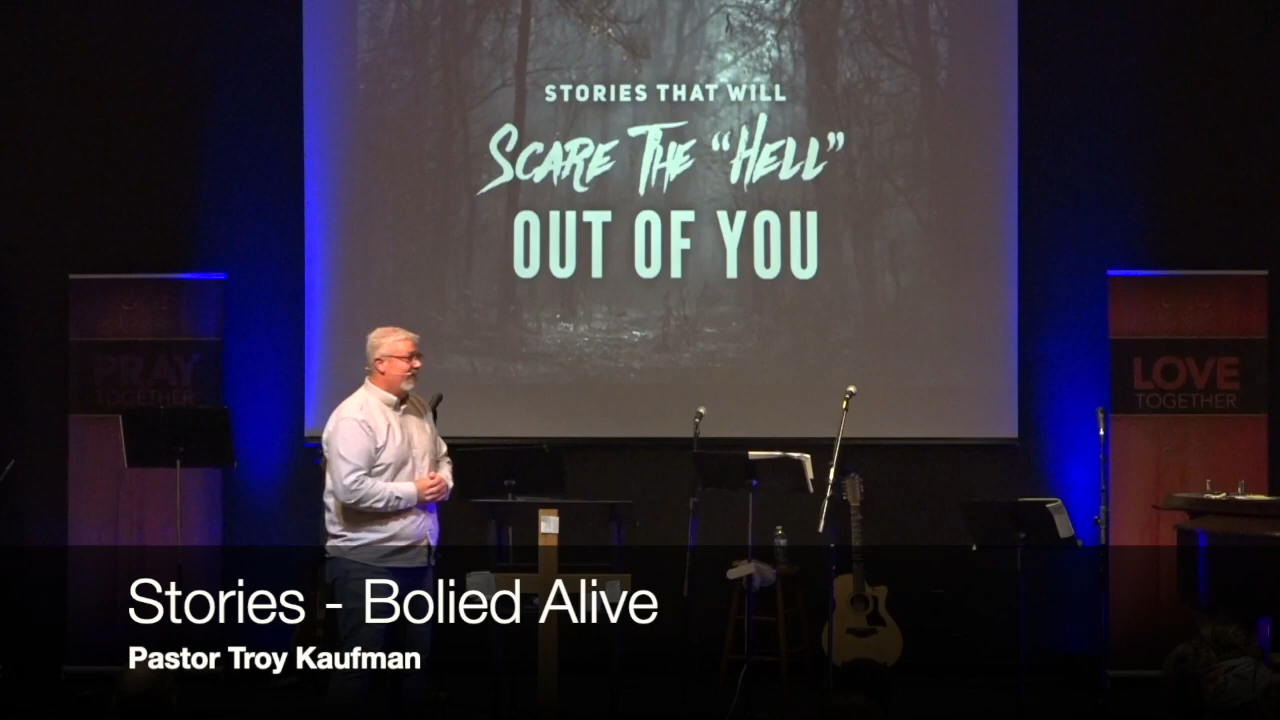 STORIES THAT WILL
SCARE THE “HELL”
OUT OF YOU
PRAY
TOGETHER
LOVE
TOGETHER
Stories - Bolied Alive
Pastor Troy Kaufman